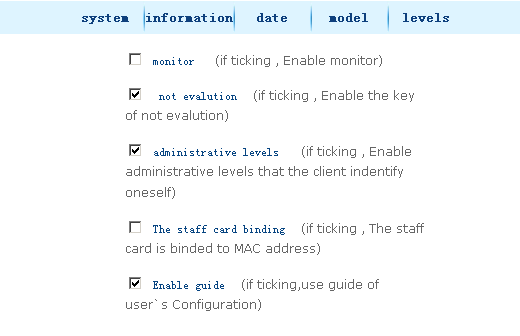 system information date model levels
monitor (if ticking , Enable monitor)
not evalution (if ticking , Enable the key
of not evalution)
administrative levels (if ticking , Enable
administrative levels that the client indentify
oneself)
The staff card binding (if ticking , The staff
card is binded to MAC address)
Enable guide (if ticking,use guide of
user`s Configuration)